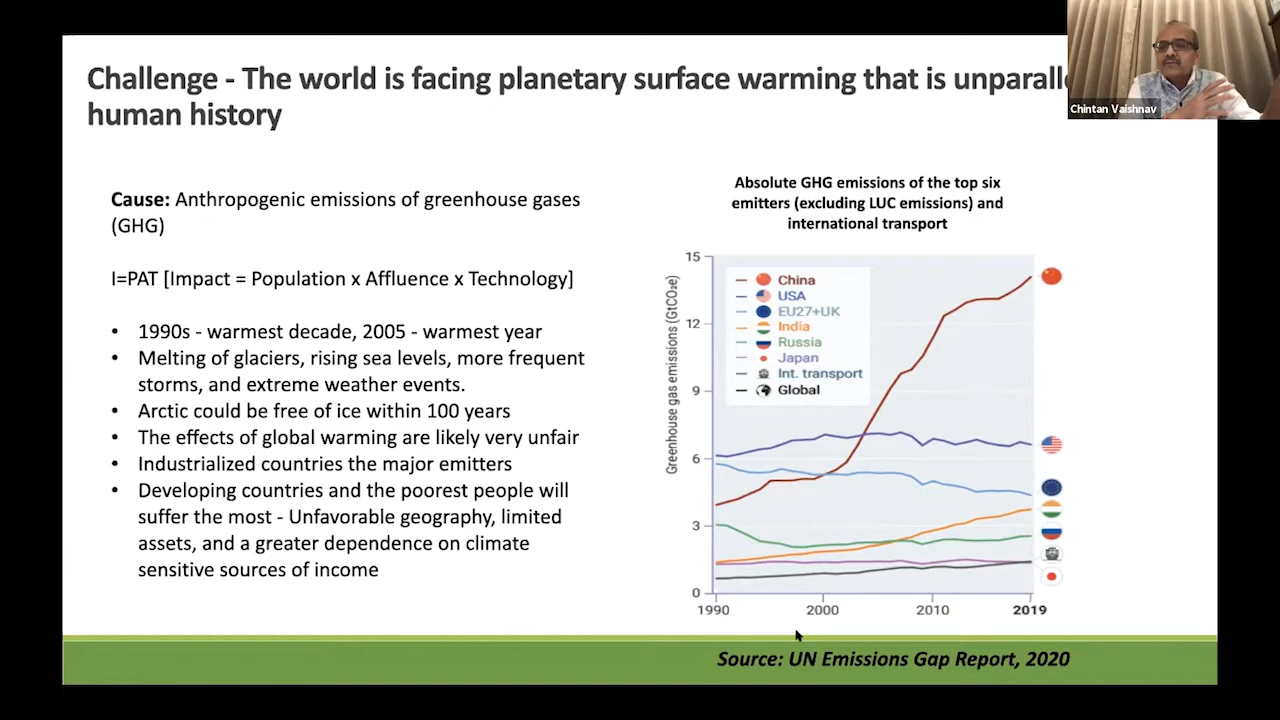 Challenge - The world is facing planetary surface warming that is
human history
Chintan Vaishnav
Cause: Anthropogenic emissions of greenhouse gases
(GHG)
I=PAT [Impact = Population x Affluence x Technology]
• 1990s - warmest decade, 2005 - warmest year
• Melting of glaciers, rising sea levels, more frequent
storms, and extreme weather events.
• Arctic could be free of ice within 100 years
• The effects of global warming are likely very unfair
• Industrialized countries the major emitters
• Developing countries and the poorest people will
suffer the most - Unfavorable geography, limited
assets, and a greater dependence on climate
sensitive sources of income
Absolute GHG emissions of the top six
emitters (excluding LUC emissions) and
international transport
Greenhouse gas emissions (GtCO₂e)
15
12
9
6
3
0
China
USA
EU27+UK
India
Russia
Japan
Int. transport
Global
1990
2000
2010
2019
Source: UN Emissions Gap Report, 2020